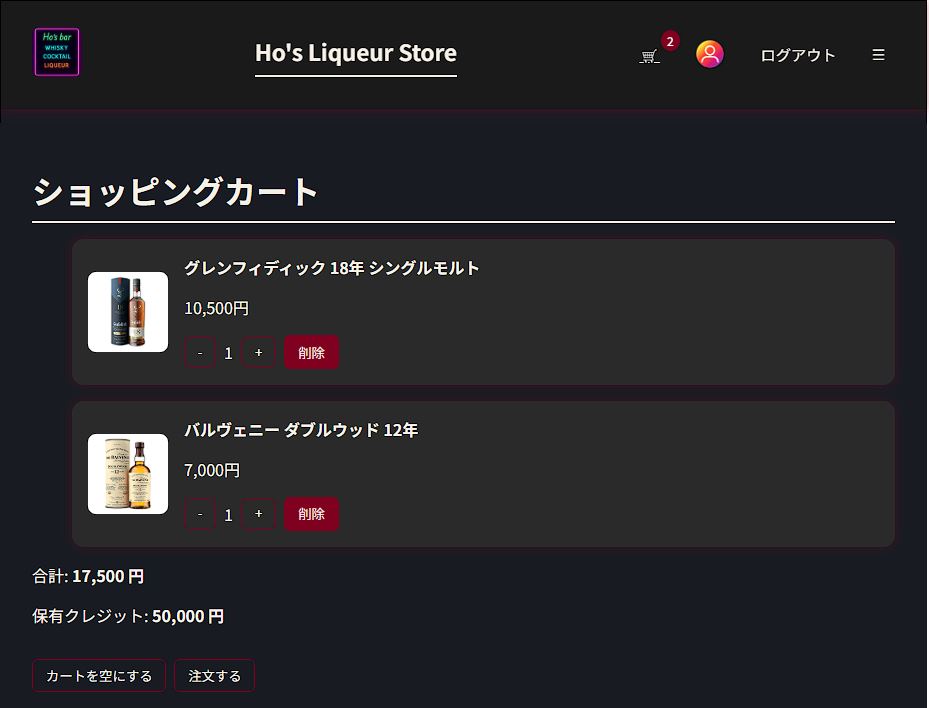 Ho's bar
WHISKY
COCKTAIL
LIQUEUR
Ho's Liqueur Store
2
ログアウト
ショッピングカート
グレンフィディック 18年 シングルモルト
10,500円
- 1 + 削除
バルヴェニー ダブルウッド 12年
7,000円
- 1 + 削除
合計: 17,500 円
保有クレジット: 50,000 円
カートを空にする 注文する